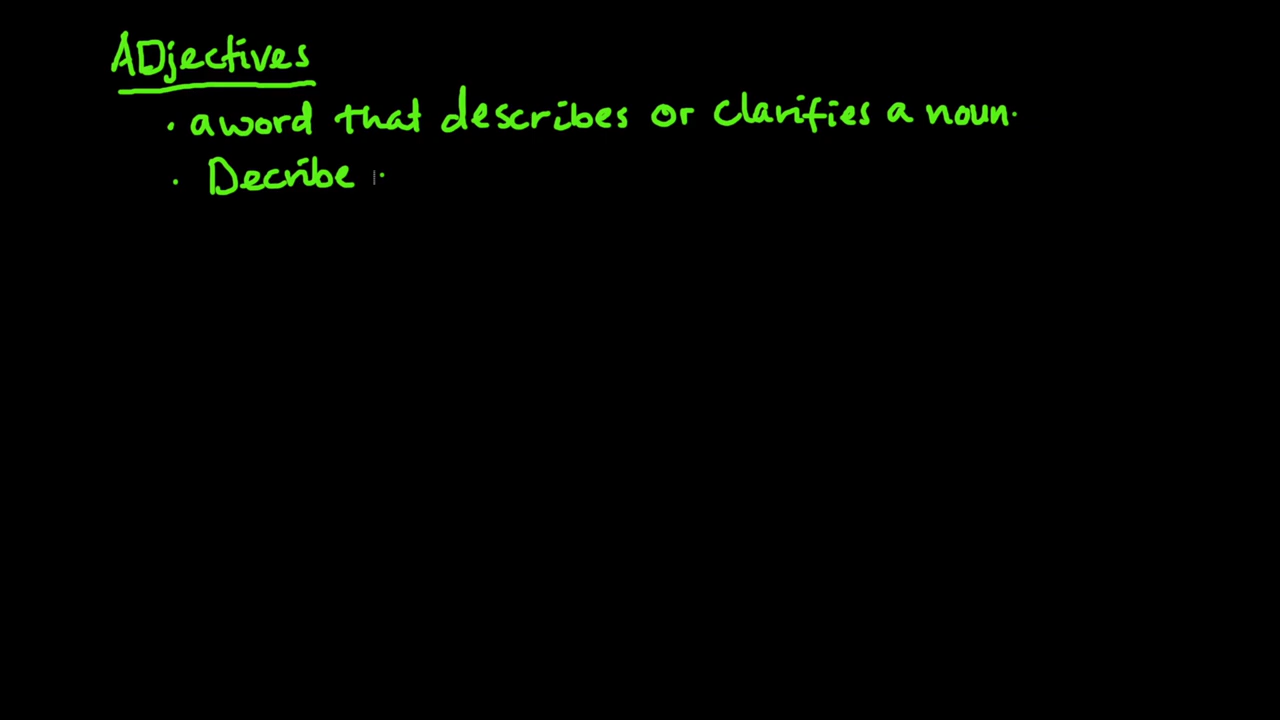 ADjectives
• a word that describes or clarifies a noun.
• Decribe